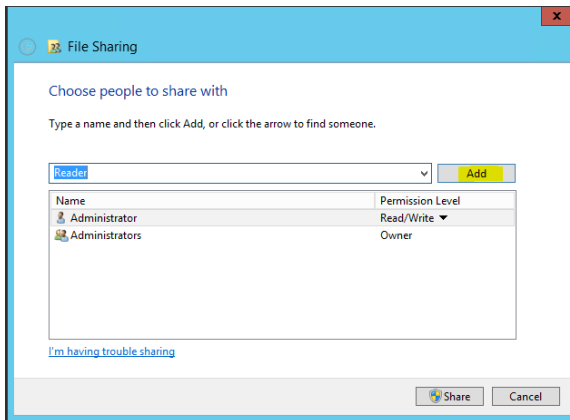 x
File Sharing
Choose people to share with
Type a name and then click Add, or click the arrow to find someone.
Reader Add
Name Permission Level
Administrator Read/Write
Administrators Owner
I'm having trouble sharing
Share Cancel